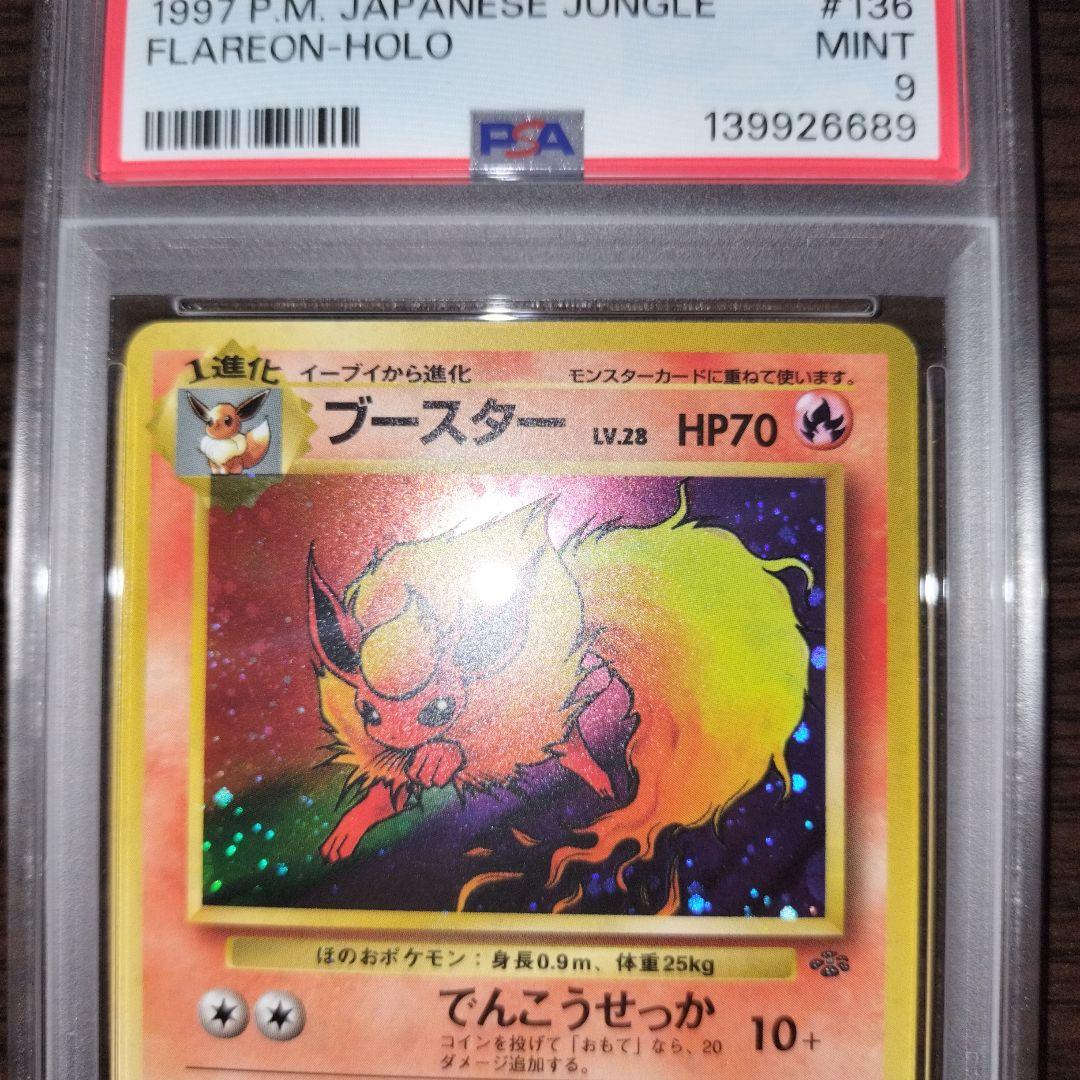 1997 P.M. JAPANESE JUNGLE #136
FLAREON-HOLO MINT
9
PSA 139926689
1進化 イーブイから進化 モンスターカードに重ねて使います。
ブースター LV.28 HP70
ほのおポケモン：身長0.9m、体重25kg
でんこうせっか 10+
コインを投げて「おもて」なら、20
ダメージ追加する。